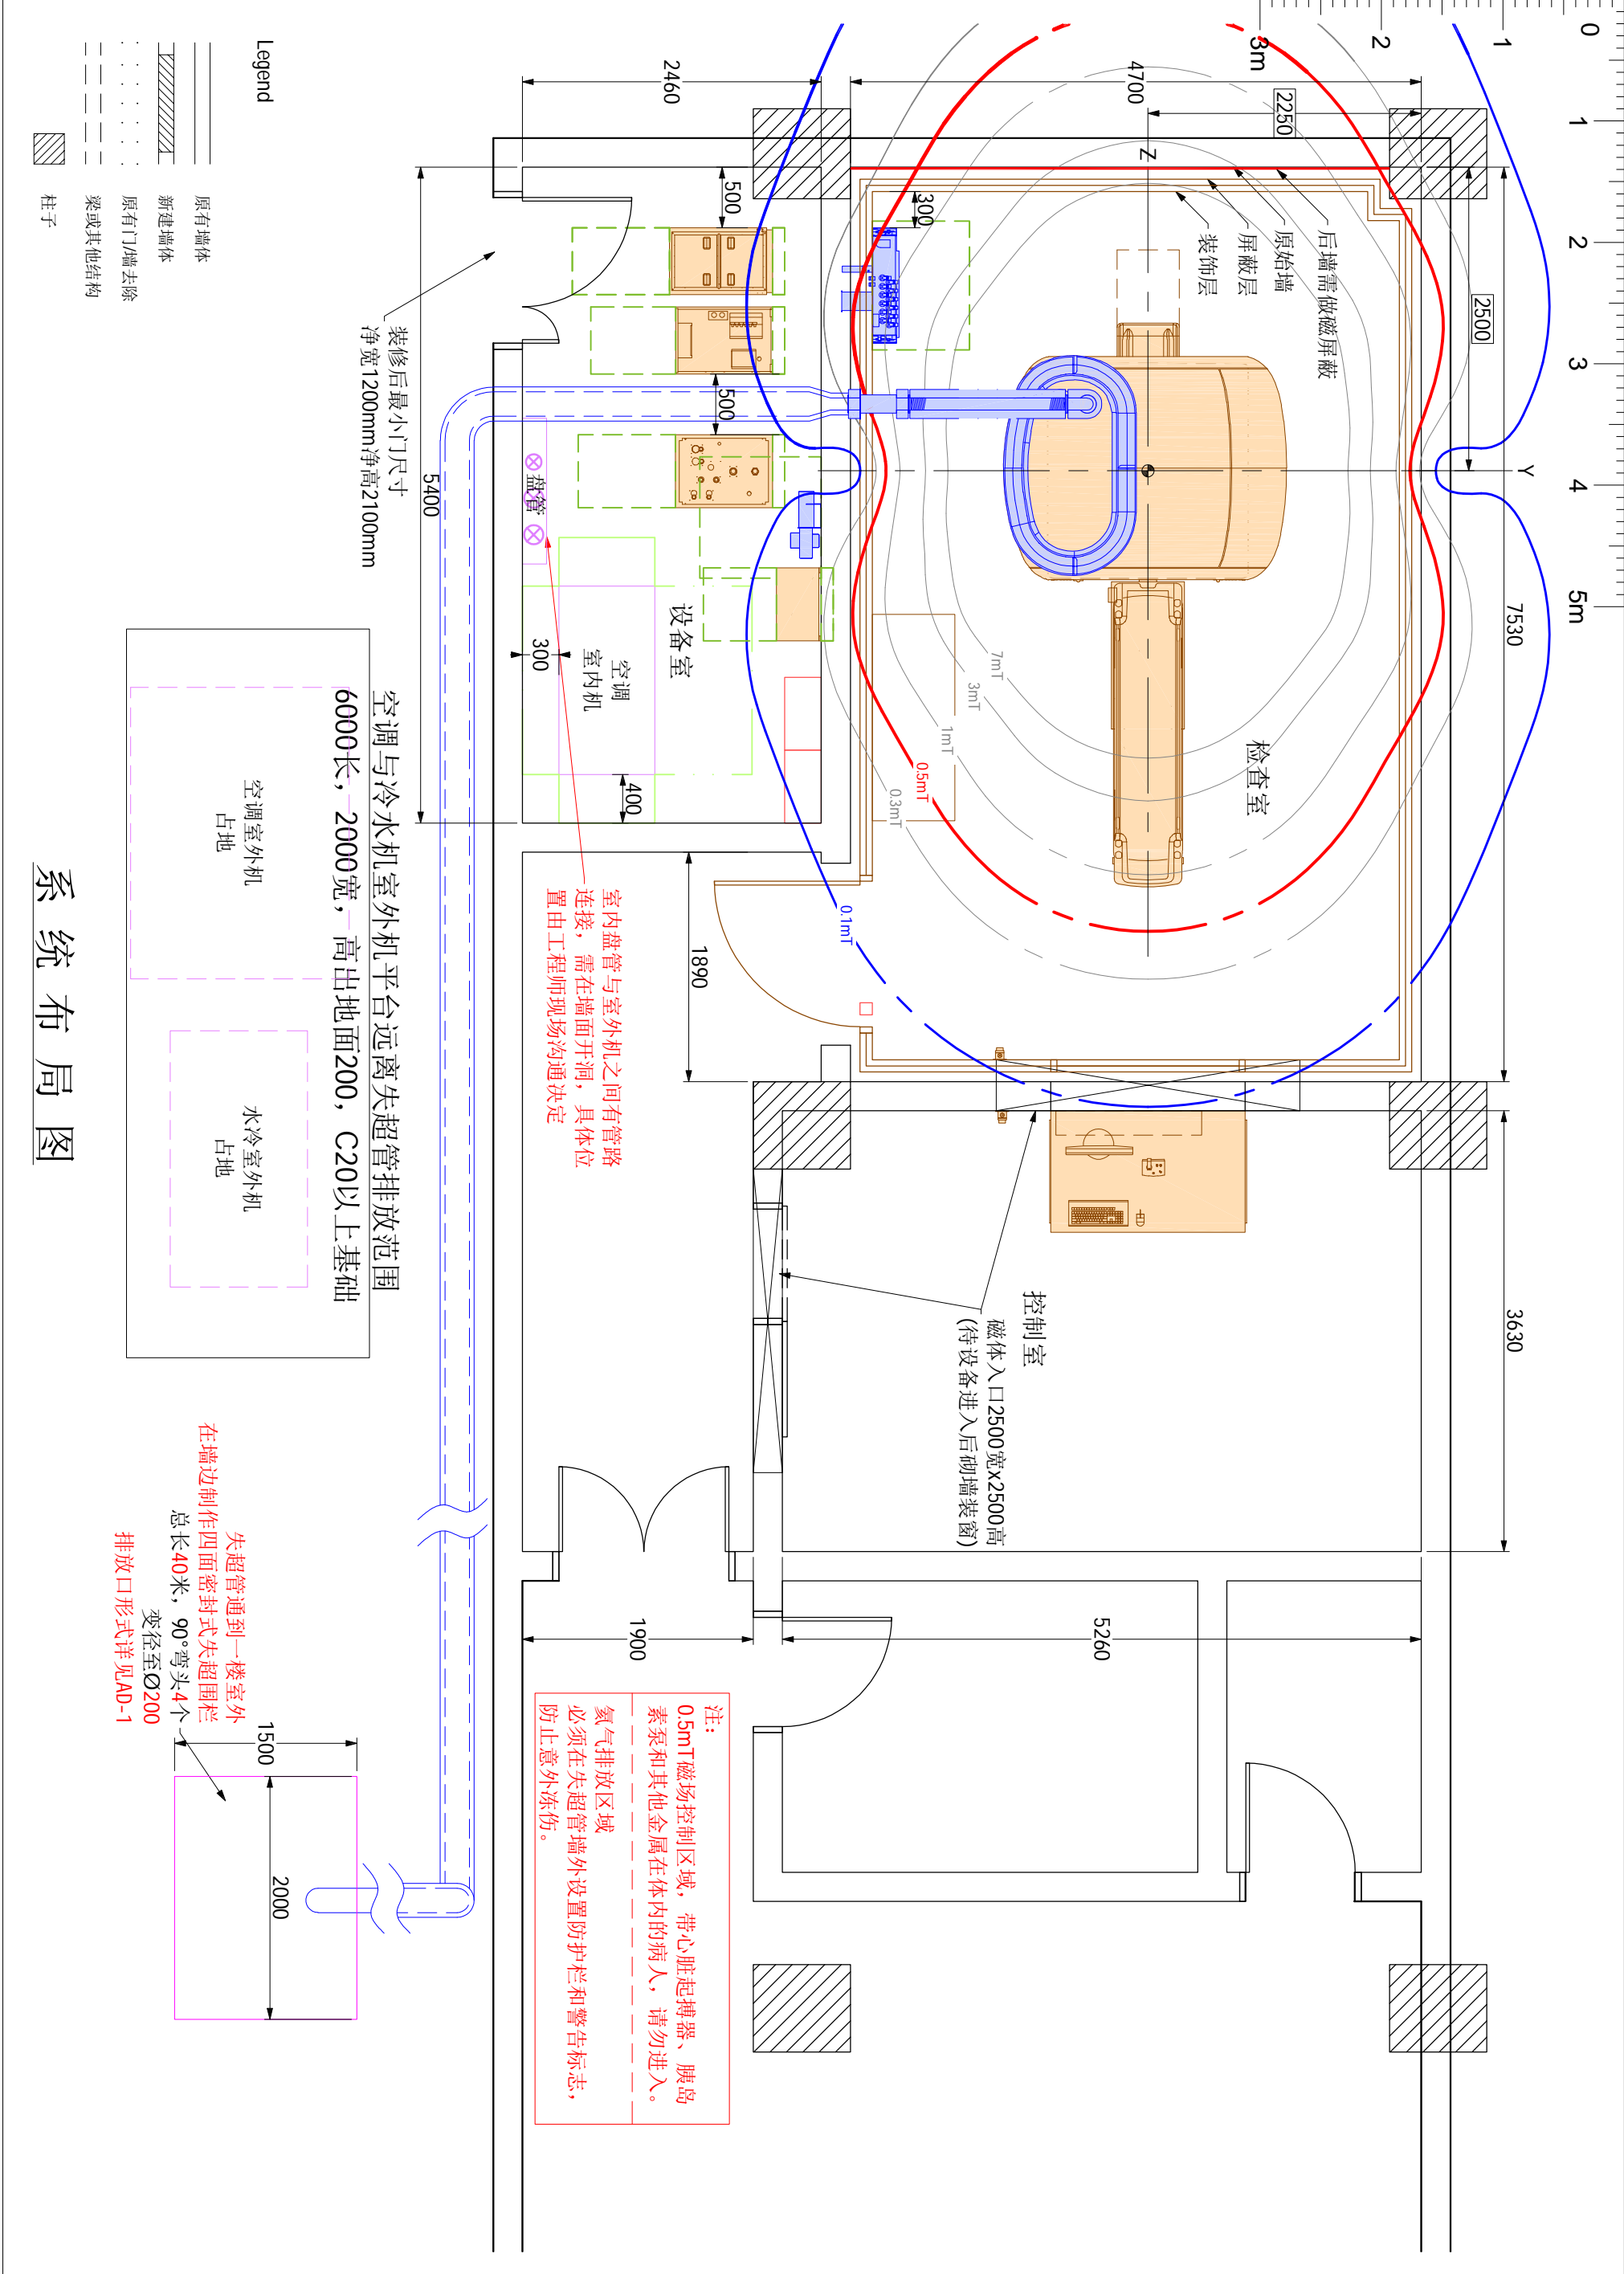 0
1
2
3m
1
2
3
4
5m
4700
2250
2460
2500
7530
Z
Y
500
300
后墙需做磁屏蔽
原始墙
屏蔽层
装饰层
检查室
7mT
3mT
1mT
0.5mT
0.3mT
0.1mT
500
盘管
设备室
空调
室内机
300
400
5400
1890
装修后最小门尺寸
净宽1200mm净高2100mm
室内盘管与室外机之间有管路
连接，需在墙面开洞，具体位
置由工程师现场沟通决定
3630
控制室
磁体入口2500宽x2500高
(待设备进入后砌墙装窗)
5260
1900
注：
0.5mT磁场控制区域，带心脏起搏器、胰岛
素泵和其他金属在体内的病人，请勿进入。
氦气排放区域
必须在失超管墙外设置防护栏和警告标志，
防止意外冻伤。
空调与冷水机室外机平台远离失超管排放范围
6000长，2000宽，高出地面200，C20以上基础
空调室外机
占地
水冷室外机
占地
失超管通到一楼室外
在墙边制作四面密封式失超围栏
总长40米，90°弯头4个
变径至Ø200
排放口形式详见AD-1
1500
2000
Legend
原有墙体
新建墙体
原有门/墙去除
梁或其他结构
柱子
系统布局图